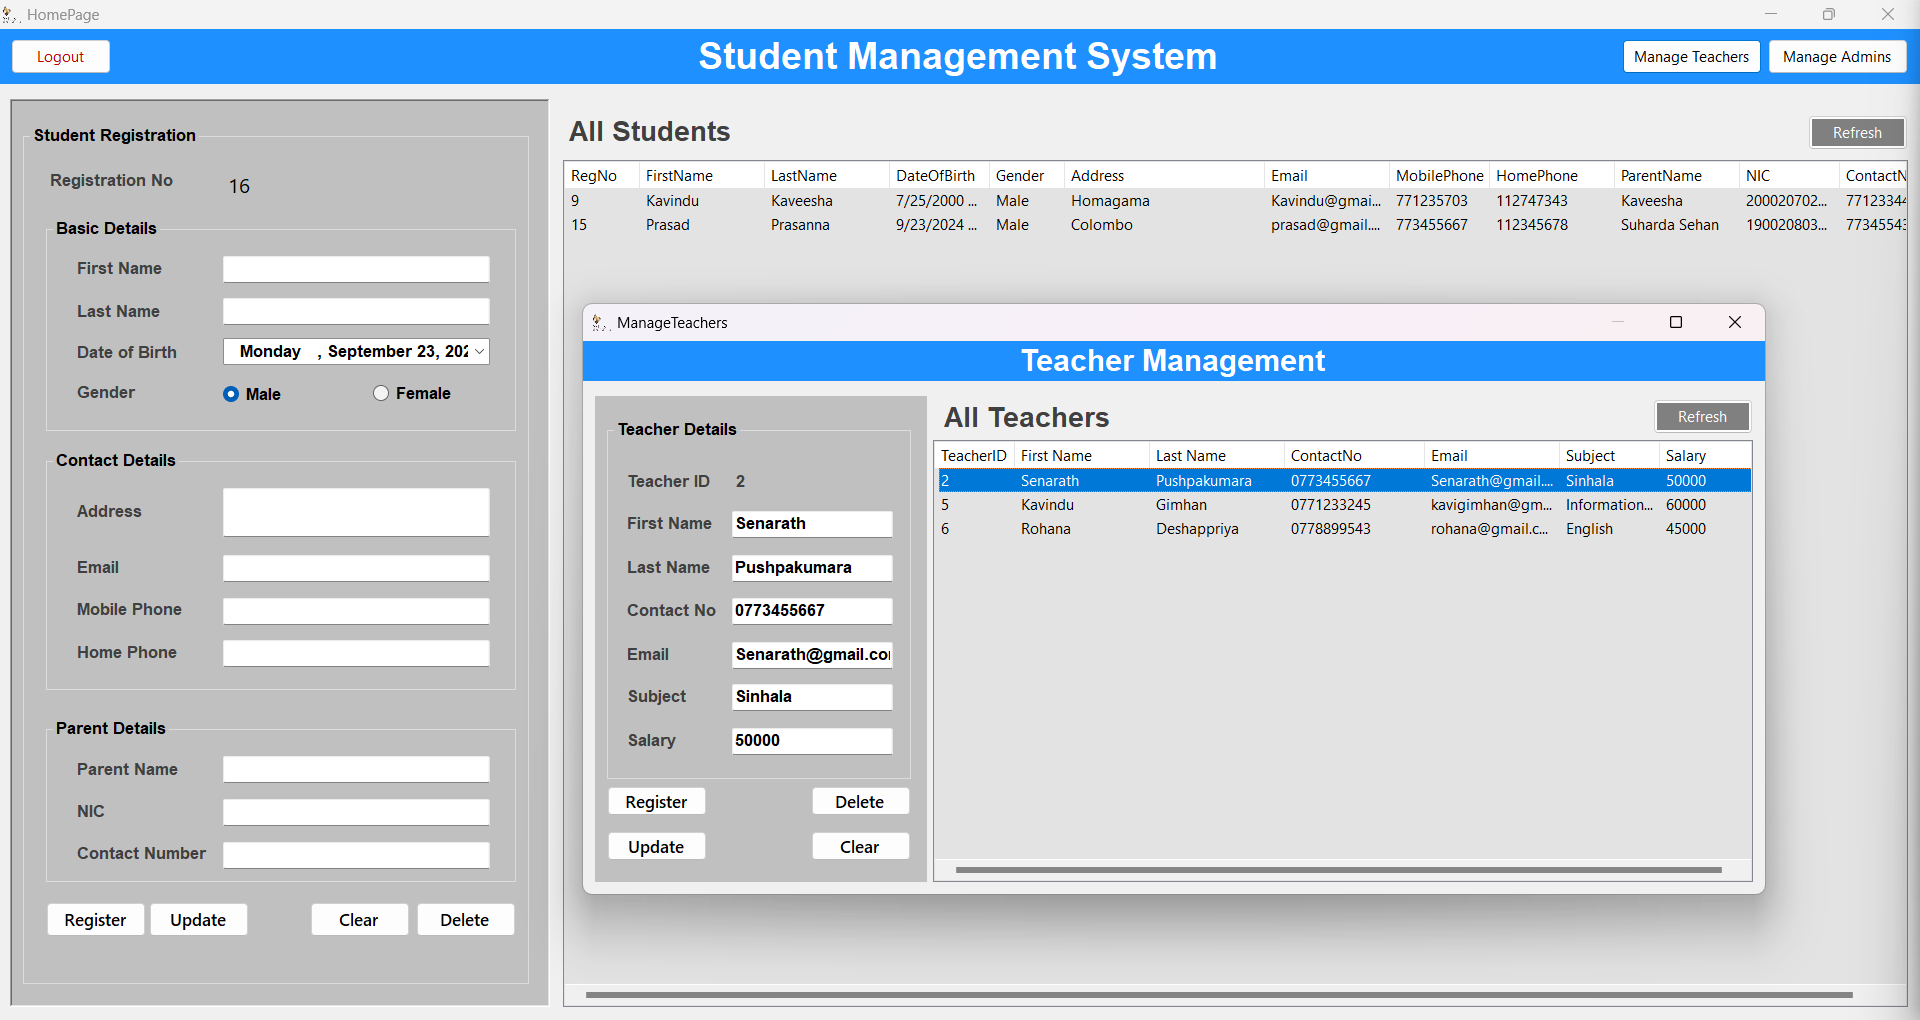 HomePage
Logout
Student Management System
Manage Teachers
Manage Admins
Student Registration
Registration No 16
Basic Details
First Name
Last Name
Date of Birth Monday , September 23, 202
Gender Male Female
Contact Details
Address
Email
Mobile Phone
Home Phone
Parent Details
Parent Name
NIC
Contact Number
Register Update Clear Delete
All Students
Refresh
RegNo FirstName LastName DateOfBirth Gender Address Email MobilePhone HomePhone ParentName NIC ContactN
9 Kavindu Kaveesha 7/25/2000 ... Male Homagama Kavindu@gmai... 771235703 112747343 Kaveesha 200020702... 7712334
15 Prasad Prasanna 9/23/2024 ... Male Colombo prasad@gmail.... 773455667 112345678 Suharda Sehan 190020803... 7734554
ManageTeachers
Teacher Management
Teacher Details
Teacher ID 2
First Name Senarath
Last Name Pushpakumara
Contact No 0773455667
Email Senarath@gmail.co
Subject Sinhala
Salary 50000
Register Delete
Update Clear
All Teachers
Refresh
TeacherID First Name Last Name ContactNo Email Subject Salary
2 Senarath Pushpakumara 0773455667 Senarath@gmail.... Sinhala 50000
5 Kavindu Gimhan 0771233245 kavigimhan@gm... Information... 60000
6 Rohana Deshappriya 0778899543 rohana@gmail.c... English 45000